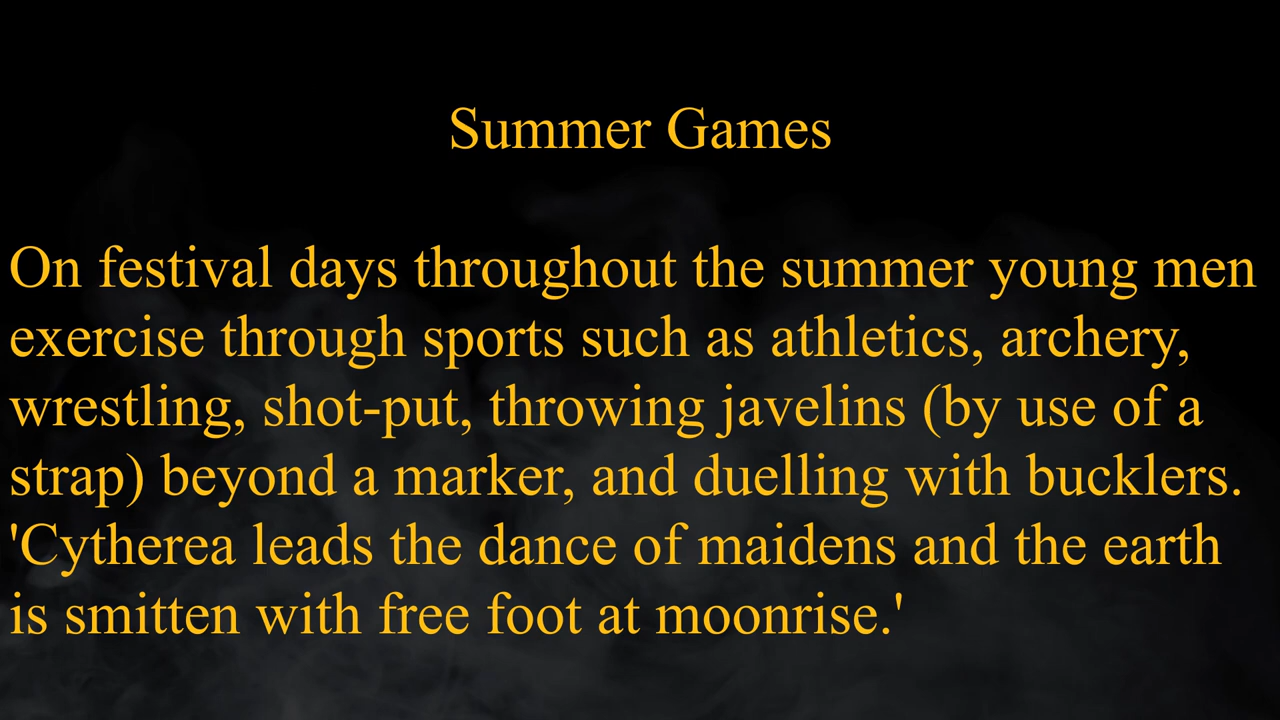 Summer Games
On festival days throughout the summer young men
exercise through sports such as athletics, archery,
wrestling, shot-put, throwing javelins (by use of a
strap) beyond a marker, and duelling with bucklers.
'Cytherea leads the dance of maidens and the earth
is smitten with free foot at moonrise.'